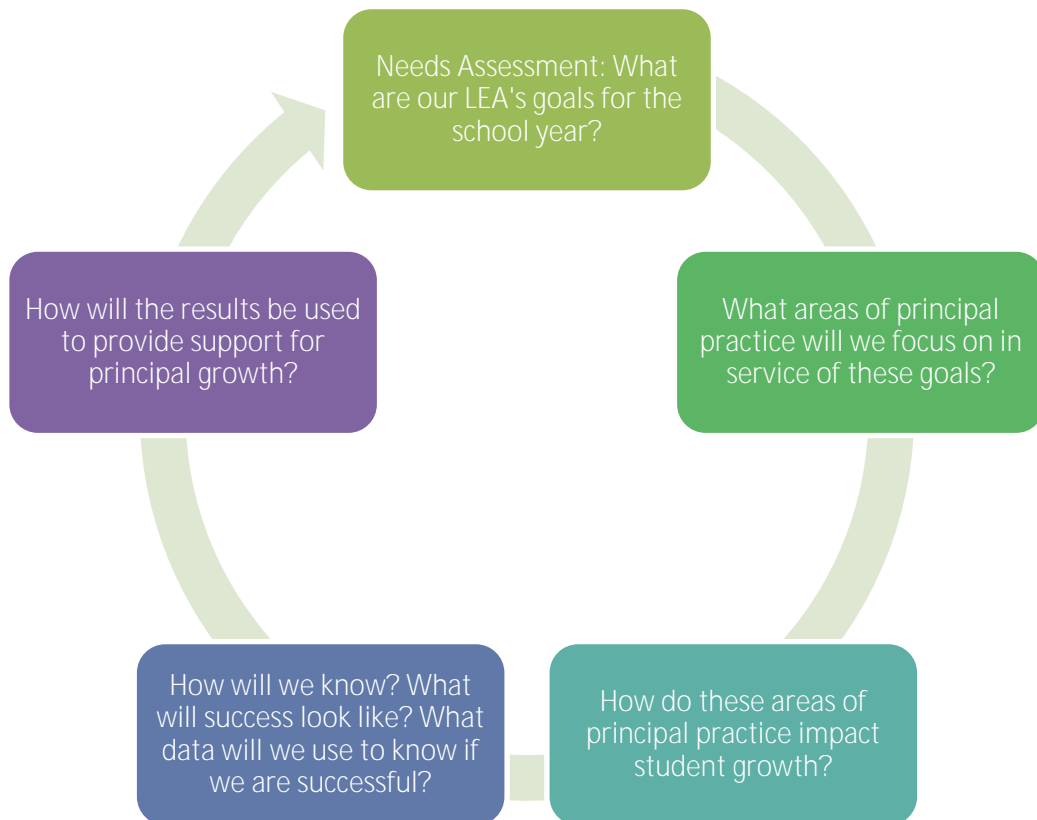 Needs Assessment: What
are our LEA's goals for the
school year?
What areas of principal
practice will we focus on in
service of these goals?
How do these areas of
principal practice impact
student growth?
How will we know? What
will success look like? What
data will we use to know if
we are successful?
How will the results be used
to provide support for
principal growth?